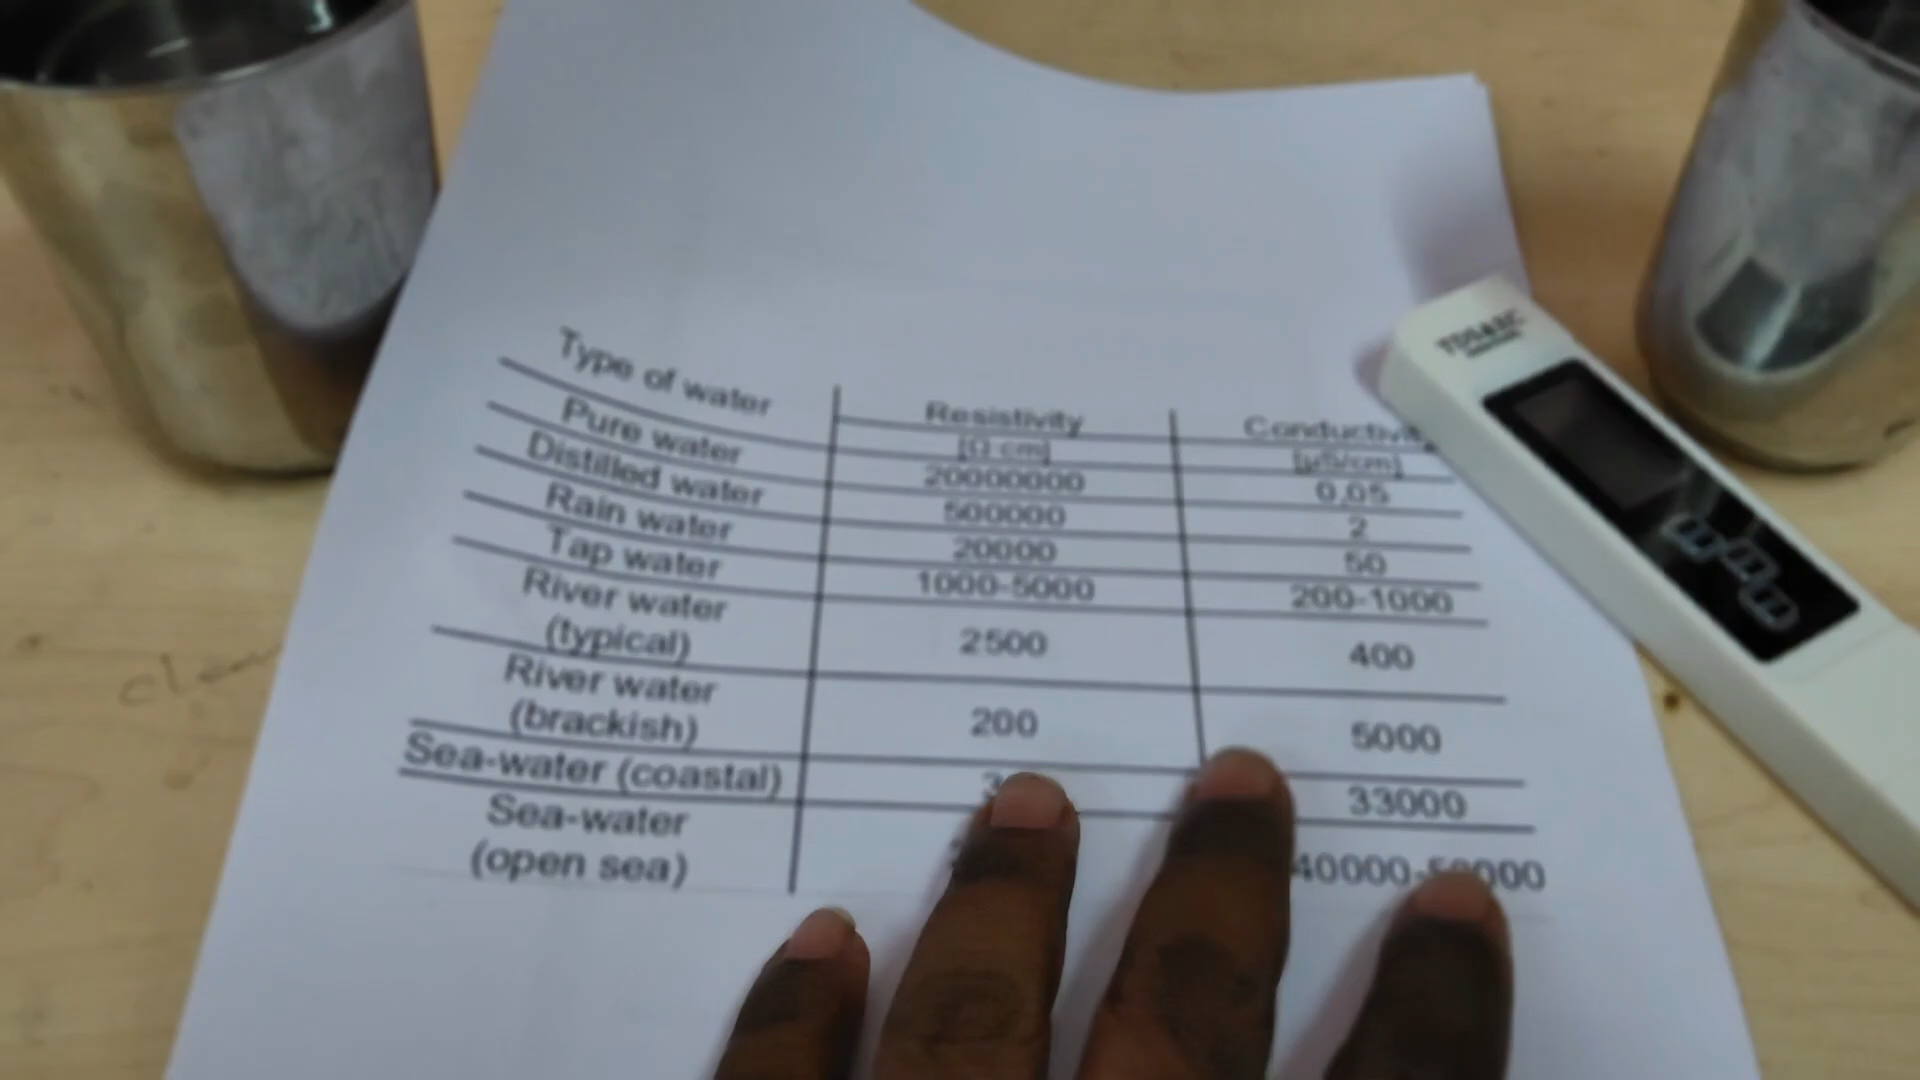 Type of water Resistivity
[Ω cm] [µS/cm]
Pure water 20000000 0,05
Distilled water 500000 2
Rain water 20000 50
Tap water 1000-5000 200-1000
River water
(typical) 2500 400
River water
(brackish) 200 5000
Sea-water (coastal) 33000
Sea-water
(open sea)
TDS&EC